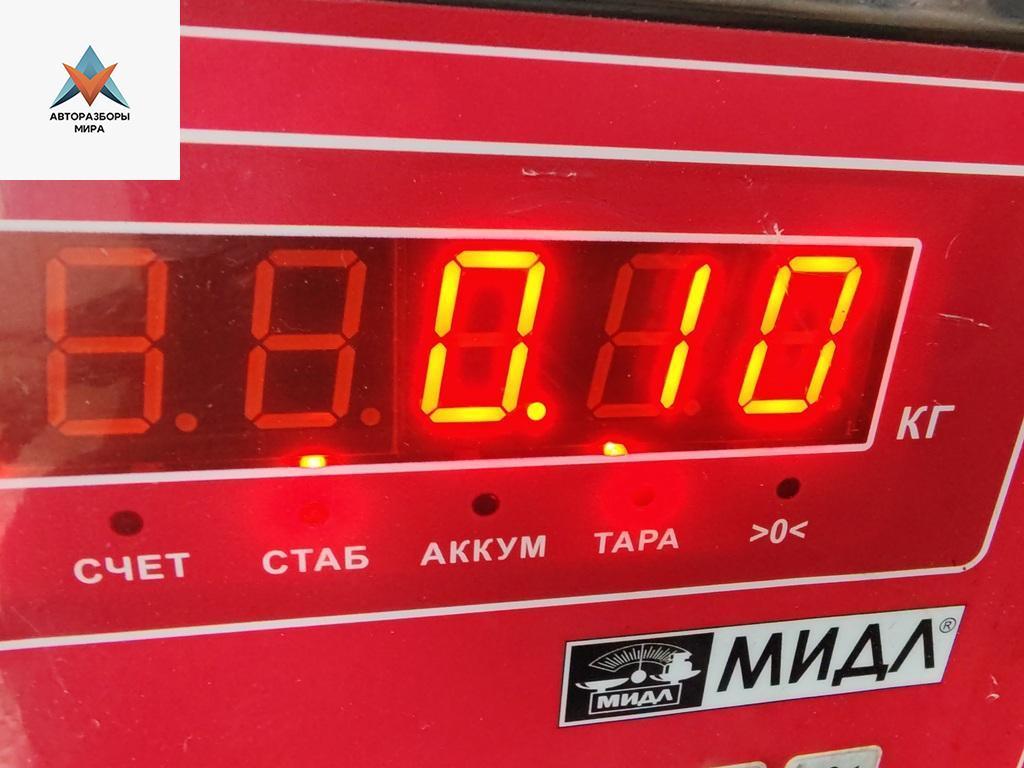 АВТОРАЗБОРЫ
МИРА
0.10
КГ
СЧЕТ СТАБ АККУМ ТАРА >0<
МИДЛ МИДЛ®